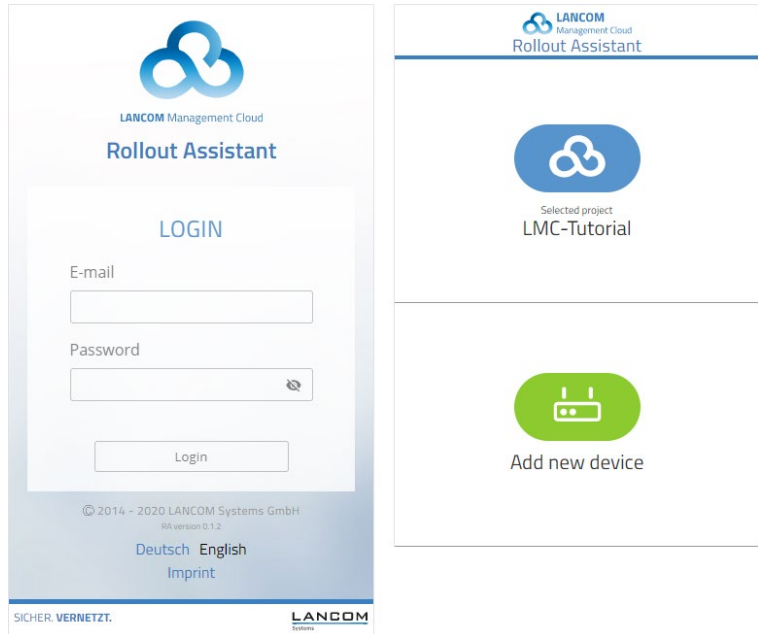 LANCOM Management Cloud
Rollout Assistant
LOGIN
E-mail
Password
Login
© 2014 - 2020 LANCOM Systems GmbH
RA version 0.1.2
Deutsch English
Imprint
SICHER. VERNETZT.
LANCOM
Systems
LANCOM
Management Cloud
Rollout Assistant
Selected project
LMC-Tutorial
Add new device